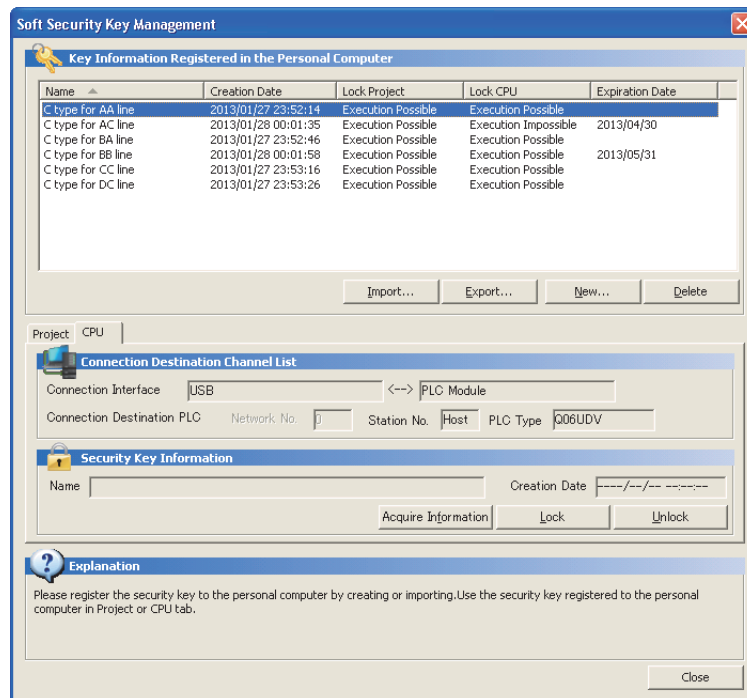 Soft Security Key Management
Key Information Registered in the Personal Computer
Name Creation Date Lock Project Lock CPU Expiration Date
C type for AA line 2013/01/27 23:52:14 Execution Possible Execution Possible
C type for AC line 2013/01/28 00:01:35 Execution Possible Execution Impossible 2013/04/30
C type for BA line 2013/01/27 23:52:46 Execution Possible Execution Possible
C type for BB line 2013/01/28 00:01:58 Execution Possible Execution Possible 2013/05/31
C type for CC line 2013/01/27 23:53:16 Execution Possible Execution Possible
C type for DC line 2013/01/27 23:53:26 Execution Possible Execution Possible
Import... Export... New... Delete
Project CPU
Connection Destination Channel List
Connection Interface USB <--> PLC Module
Connection Destination PLC Network No. 0 Station No. Host PLC Type Q06UDV
Security Key Information
Name Creation Date ----/--/-- --:--:--
Acquire Information Lock Unlock
Explanation
Please register the security key to the personal computer by creating or importing.Use the security key registered to the personal
computer in Project or CPU tab.
Close